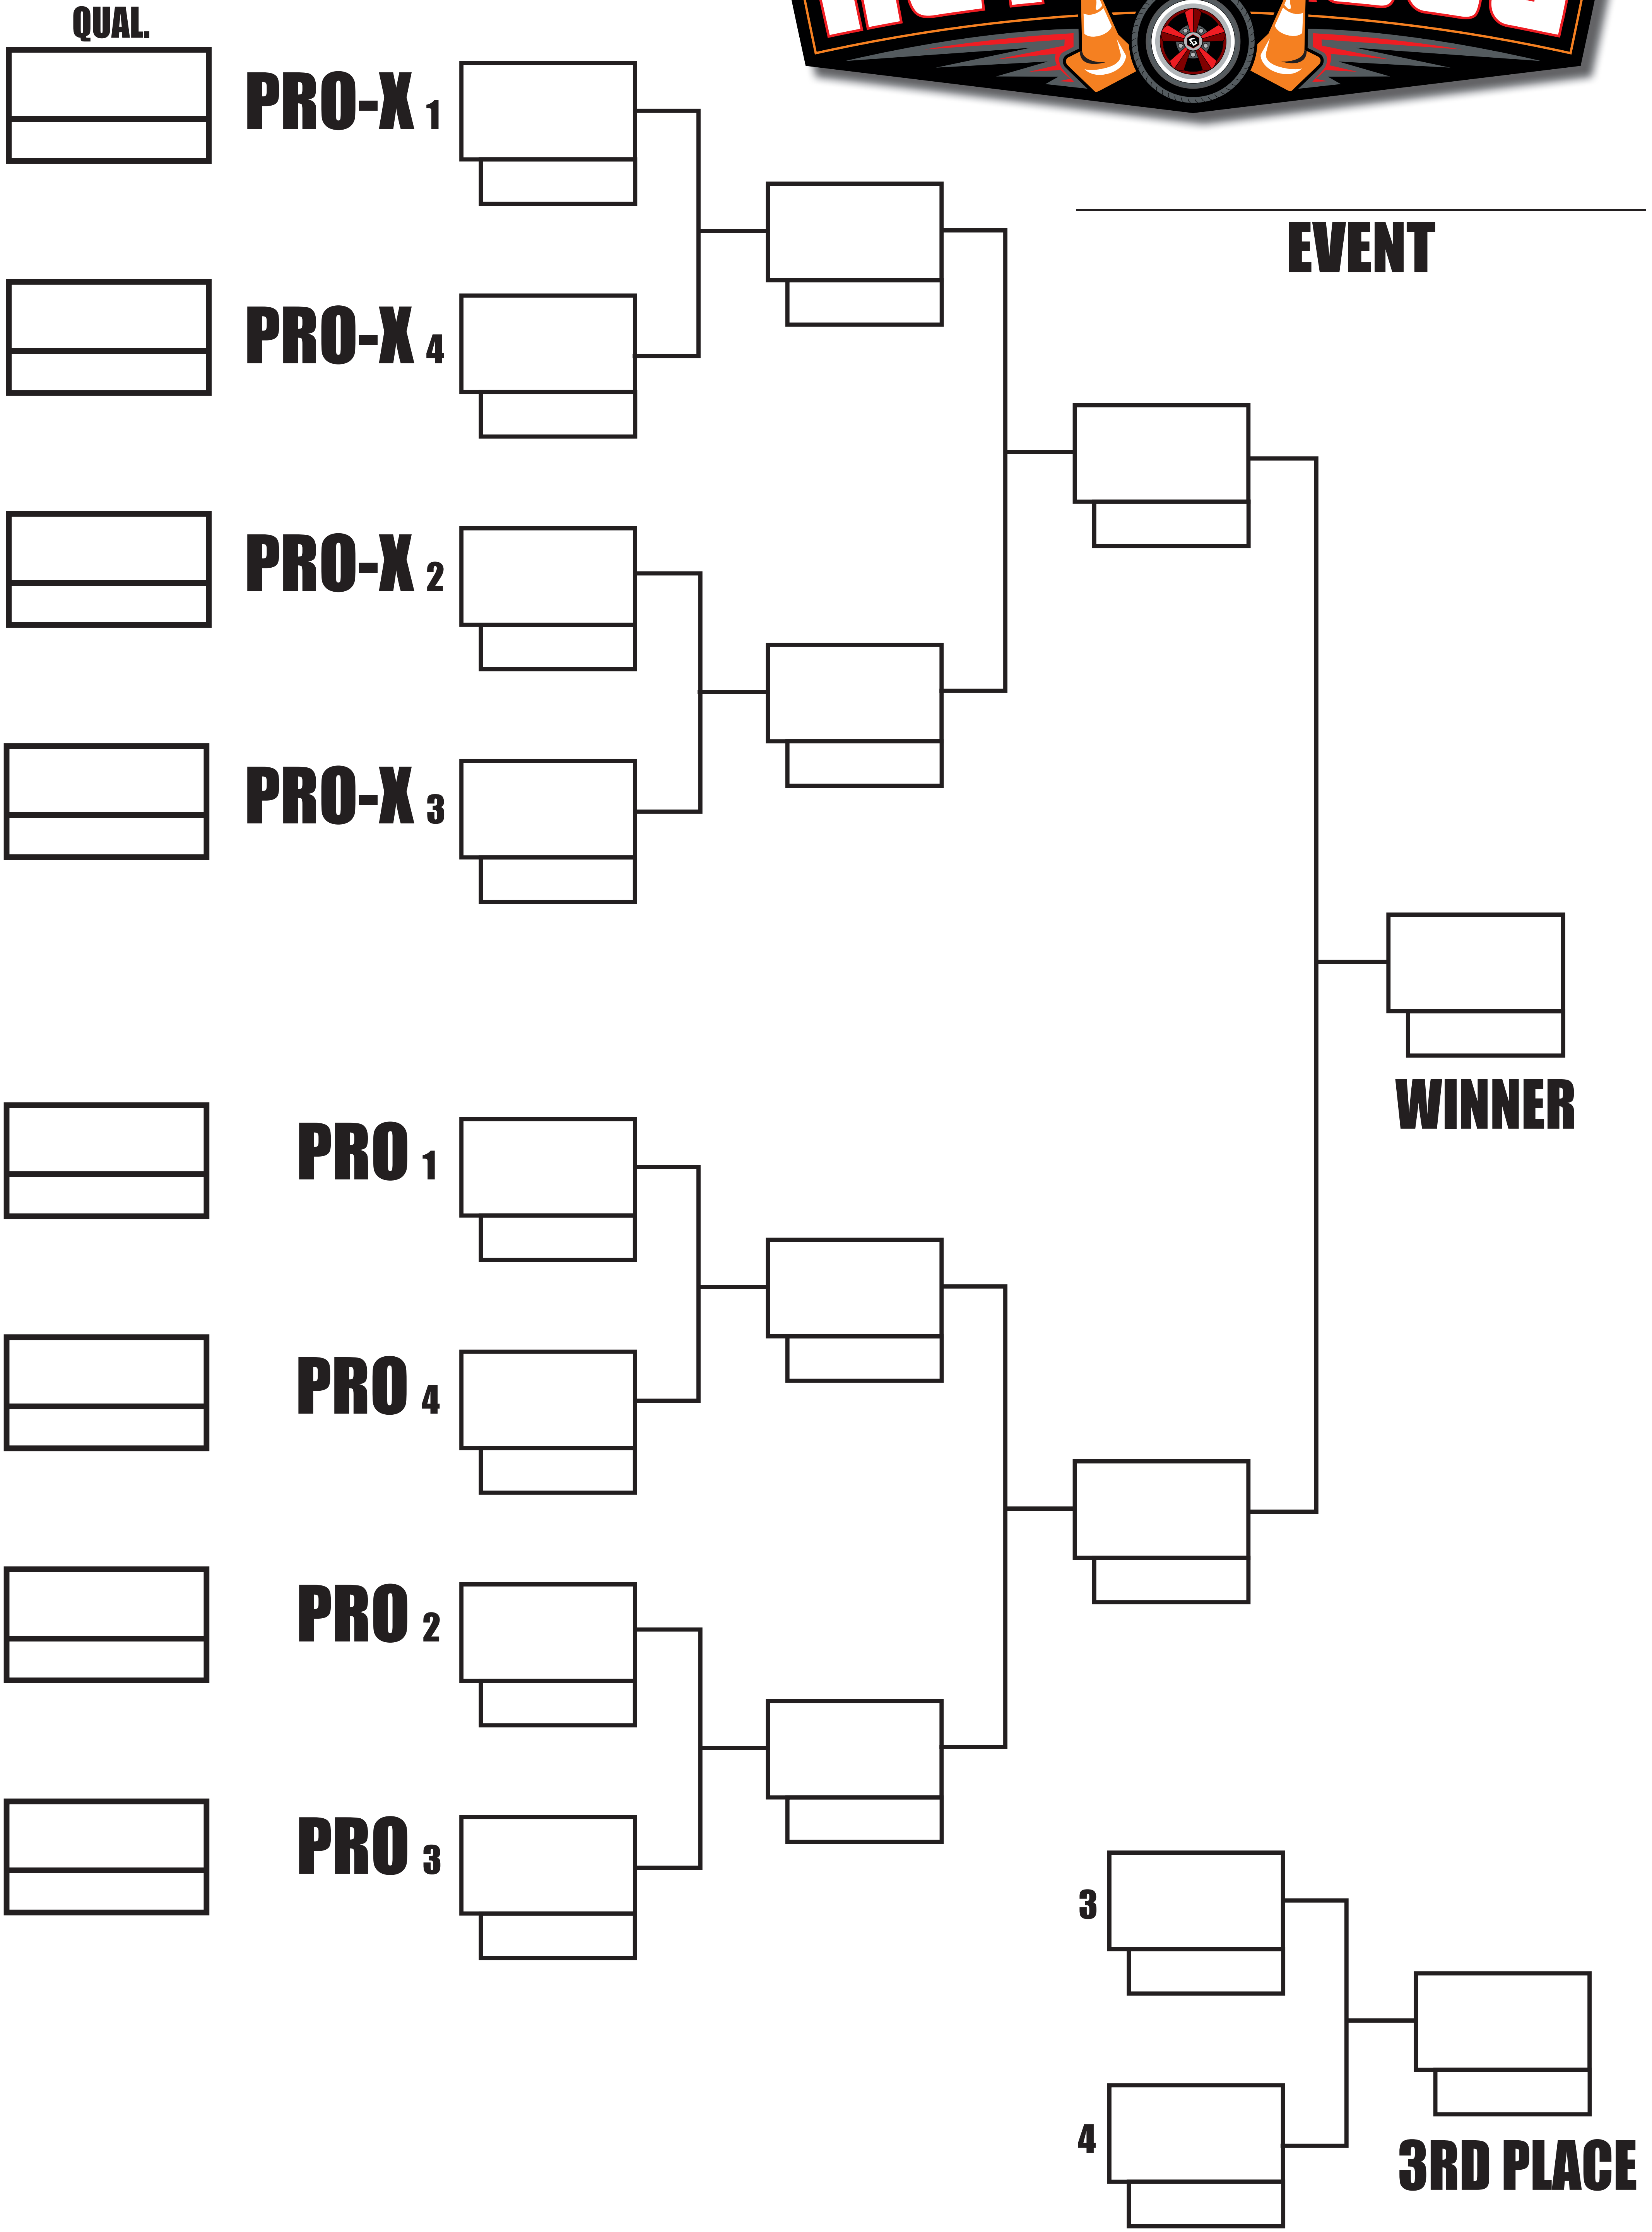 QUAL.
PRO-X 1
EVENT
PRO-X 4
PRO-X 2
PRO-X 3
WINNER
PRO 1
PRO 4
PRO 2
PRO 3
3
4
3RD PLACE